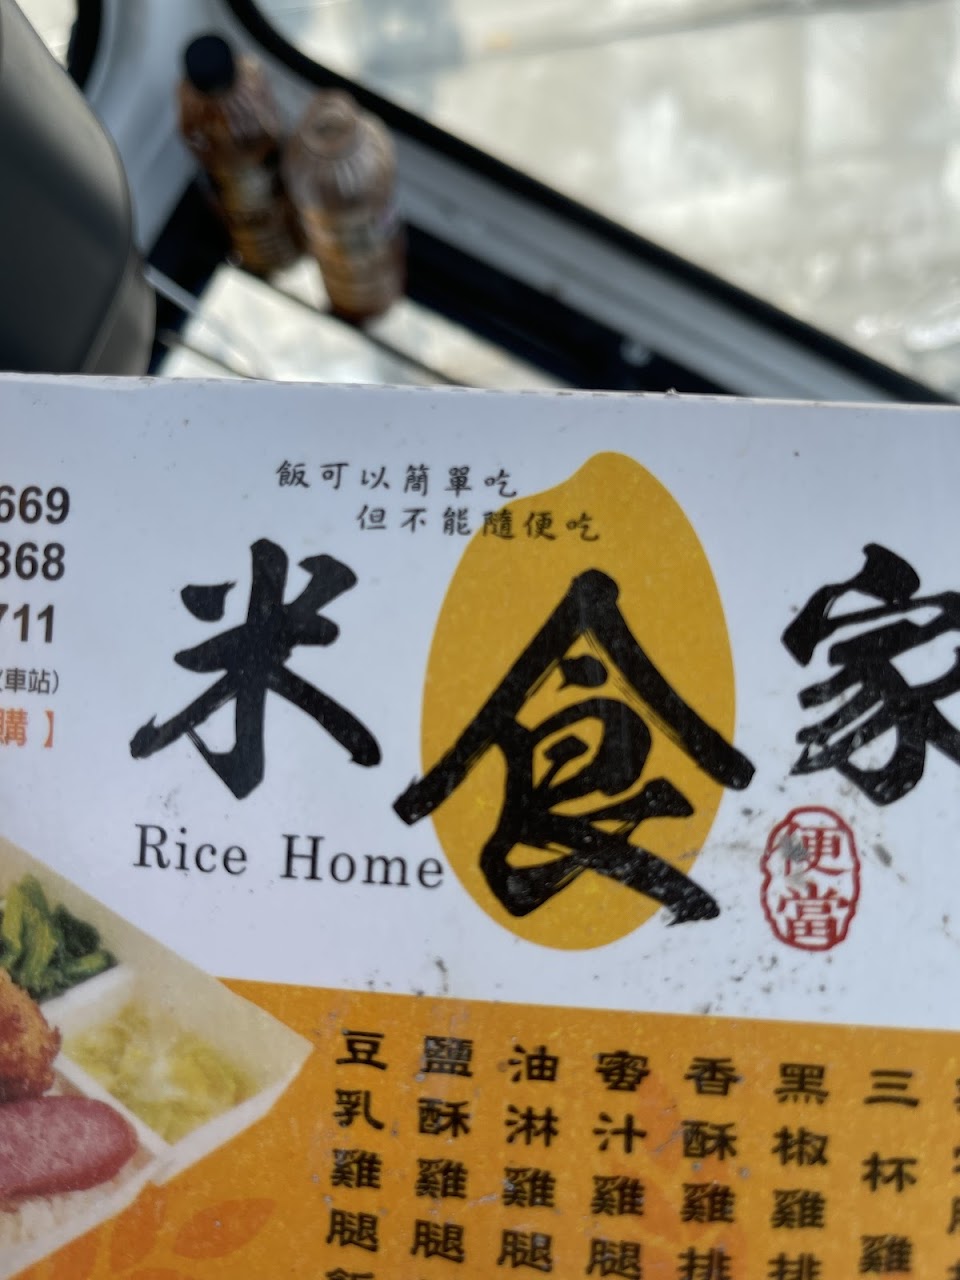 飯可以簡單吃
但不能隨便吃
669
868
711
車站）
購】
米食家
Rice Home
便當
豆乳雞腿飯
鹽酥雞腿
油淋雞腿
蜜汁雞腿
香酥雞排
黑椒雞排
三杯雞